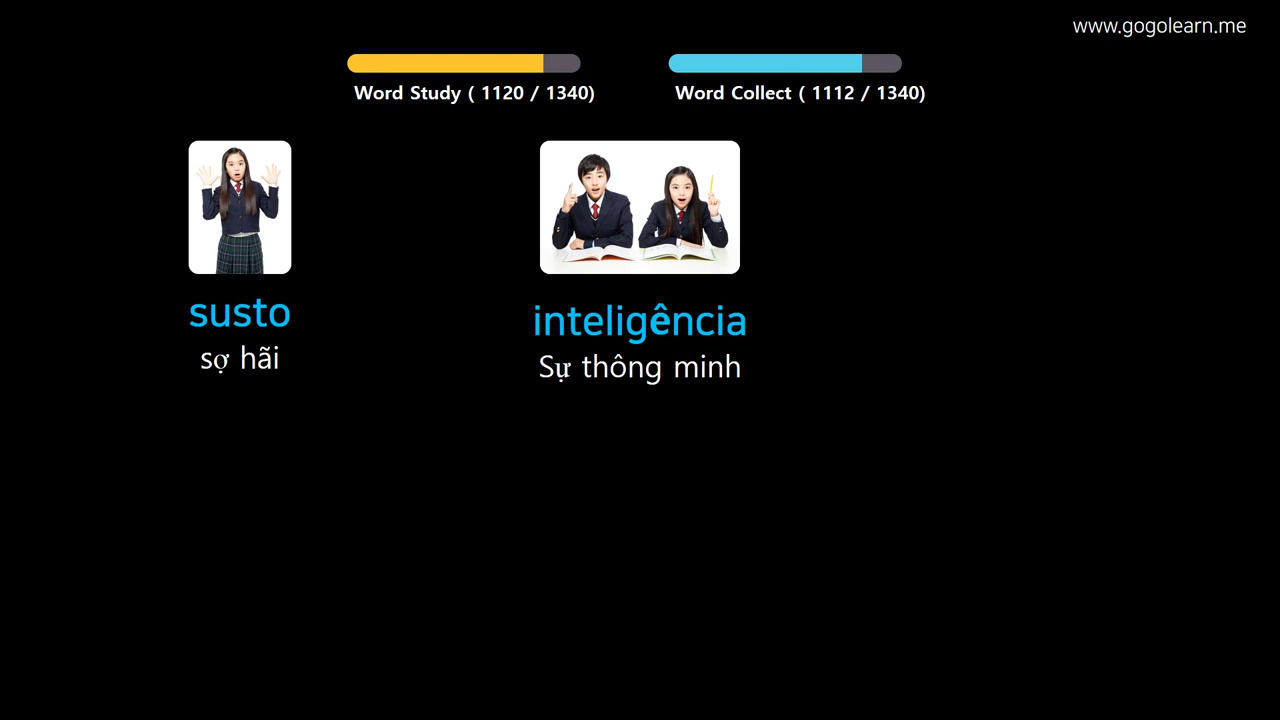 www.gogolearn.me
Word Study ( 1120 / 1340)
Word Collect ( 1112 / 1340)
susto
sợ hãi
inteligência
Sự thông minh